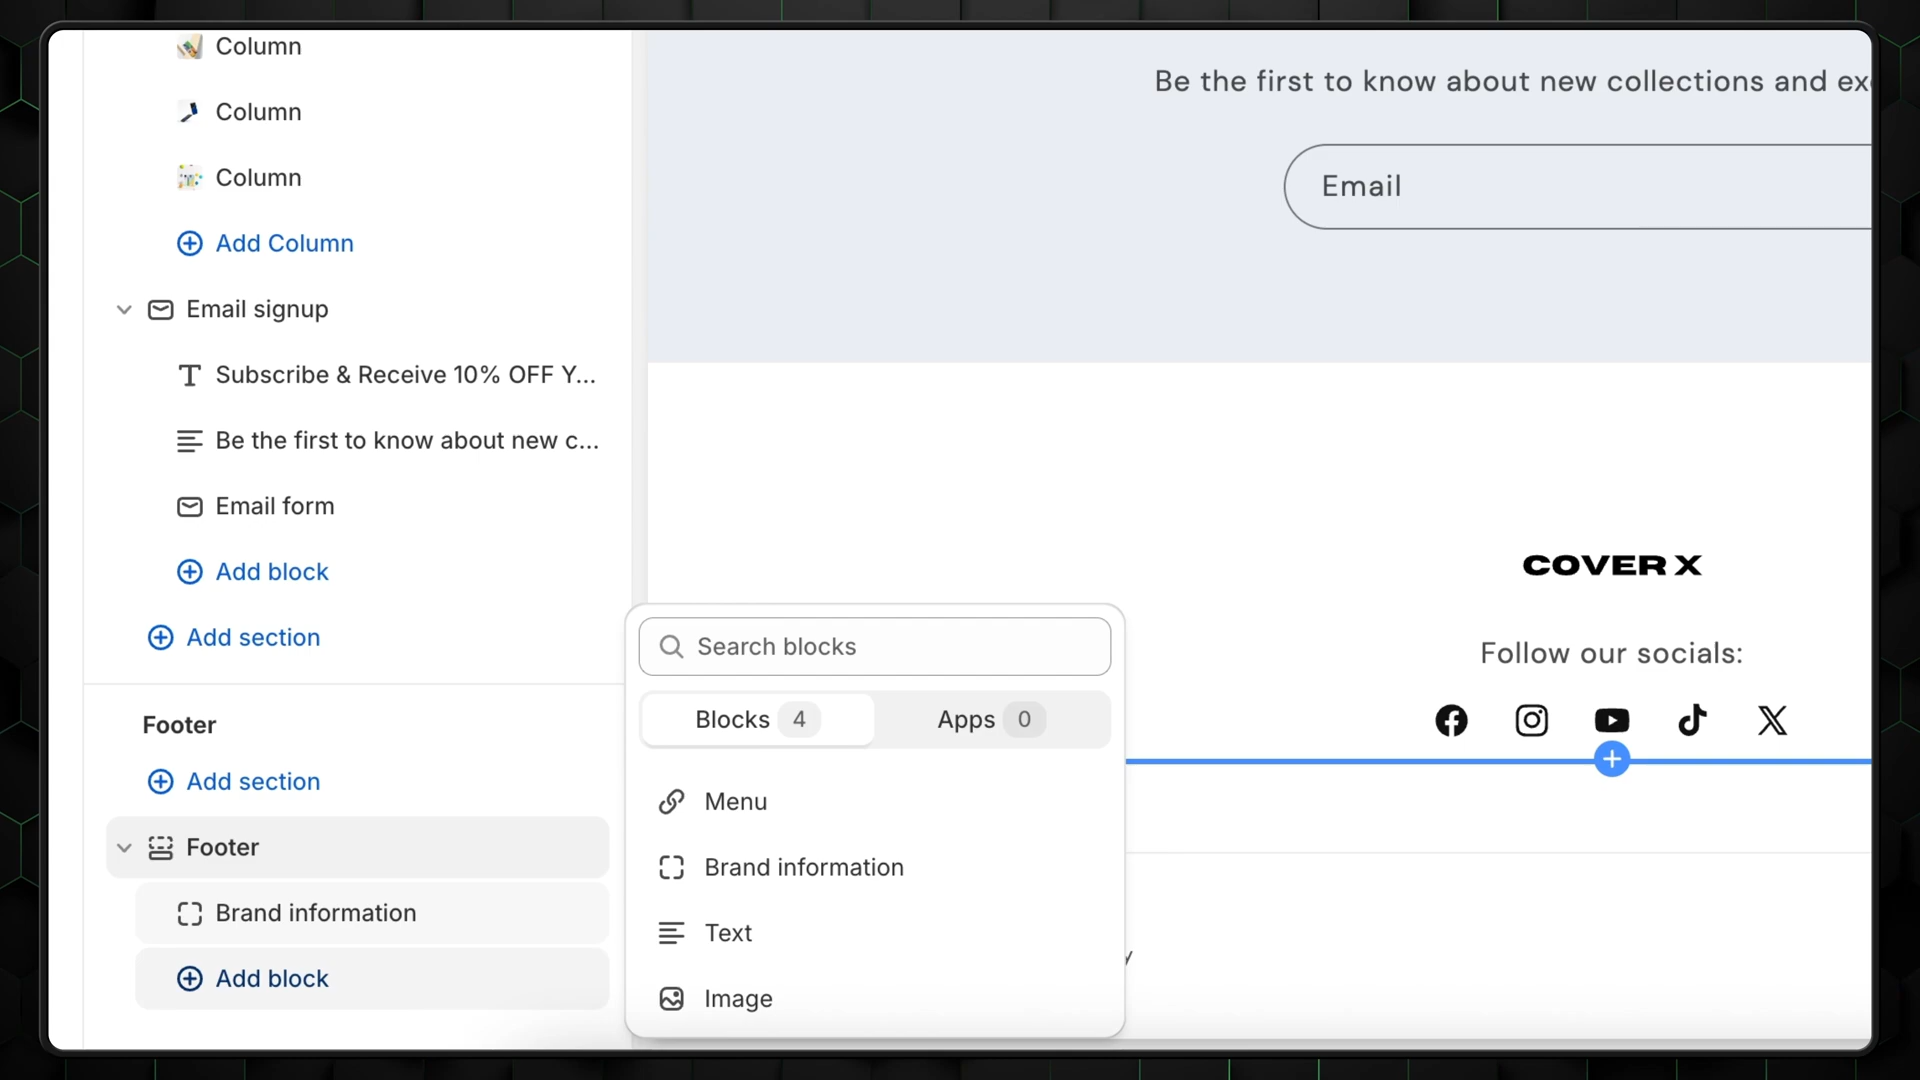 Column
Column
Column
Add Column
Email signup
Subscribe & Receive 10% OFF Y...
Be the first to know about new c...
Email form
Add block
Add section
Footer
Add section
Footer
Brand information
Add block
Search blocks
Blocks 4
Apps 0
Menu
Brand information
Text
Image
Be the first to know about new collections and
Email
COVER X
Follow our socials: